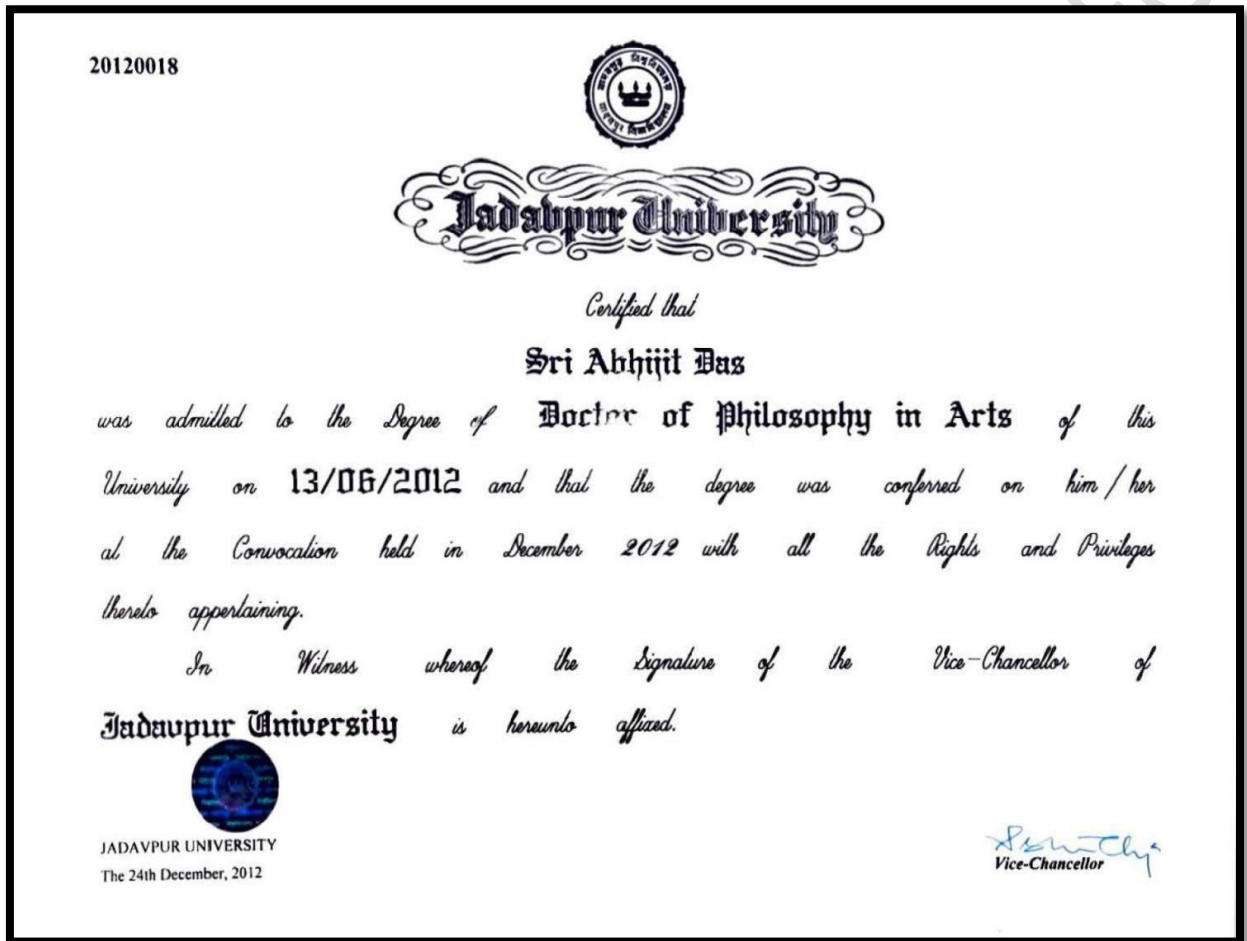 20120018
যাদবপুর বিশ্ববিদ্যালয়
Jadavpur University
Certified that
Sri Abhijit Das
was admitted to the Degree of Doctor of Philosophy in Arts of this
University on 13/06/2012 and that the degree was conferred on him / her
at the Convocation held in December 2012 with all the Rights and Privileges
thereto appertaining.
In Witness whereof the Signature of the Vice-Chancellor of
Jadavpur University is hereunto affixed.
JADAVPUR UNIVERSITY
The 24th December, 2012
Vice-Chancellor